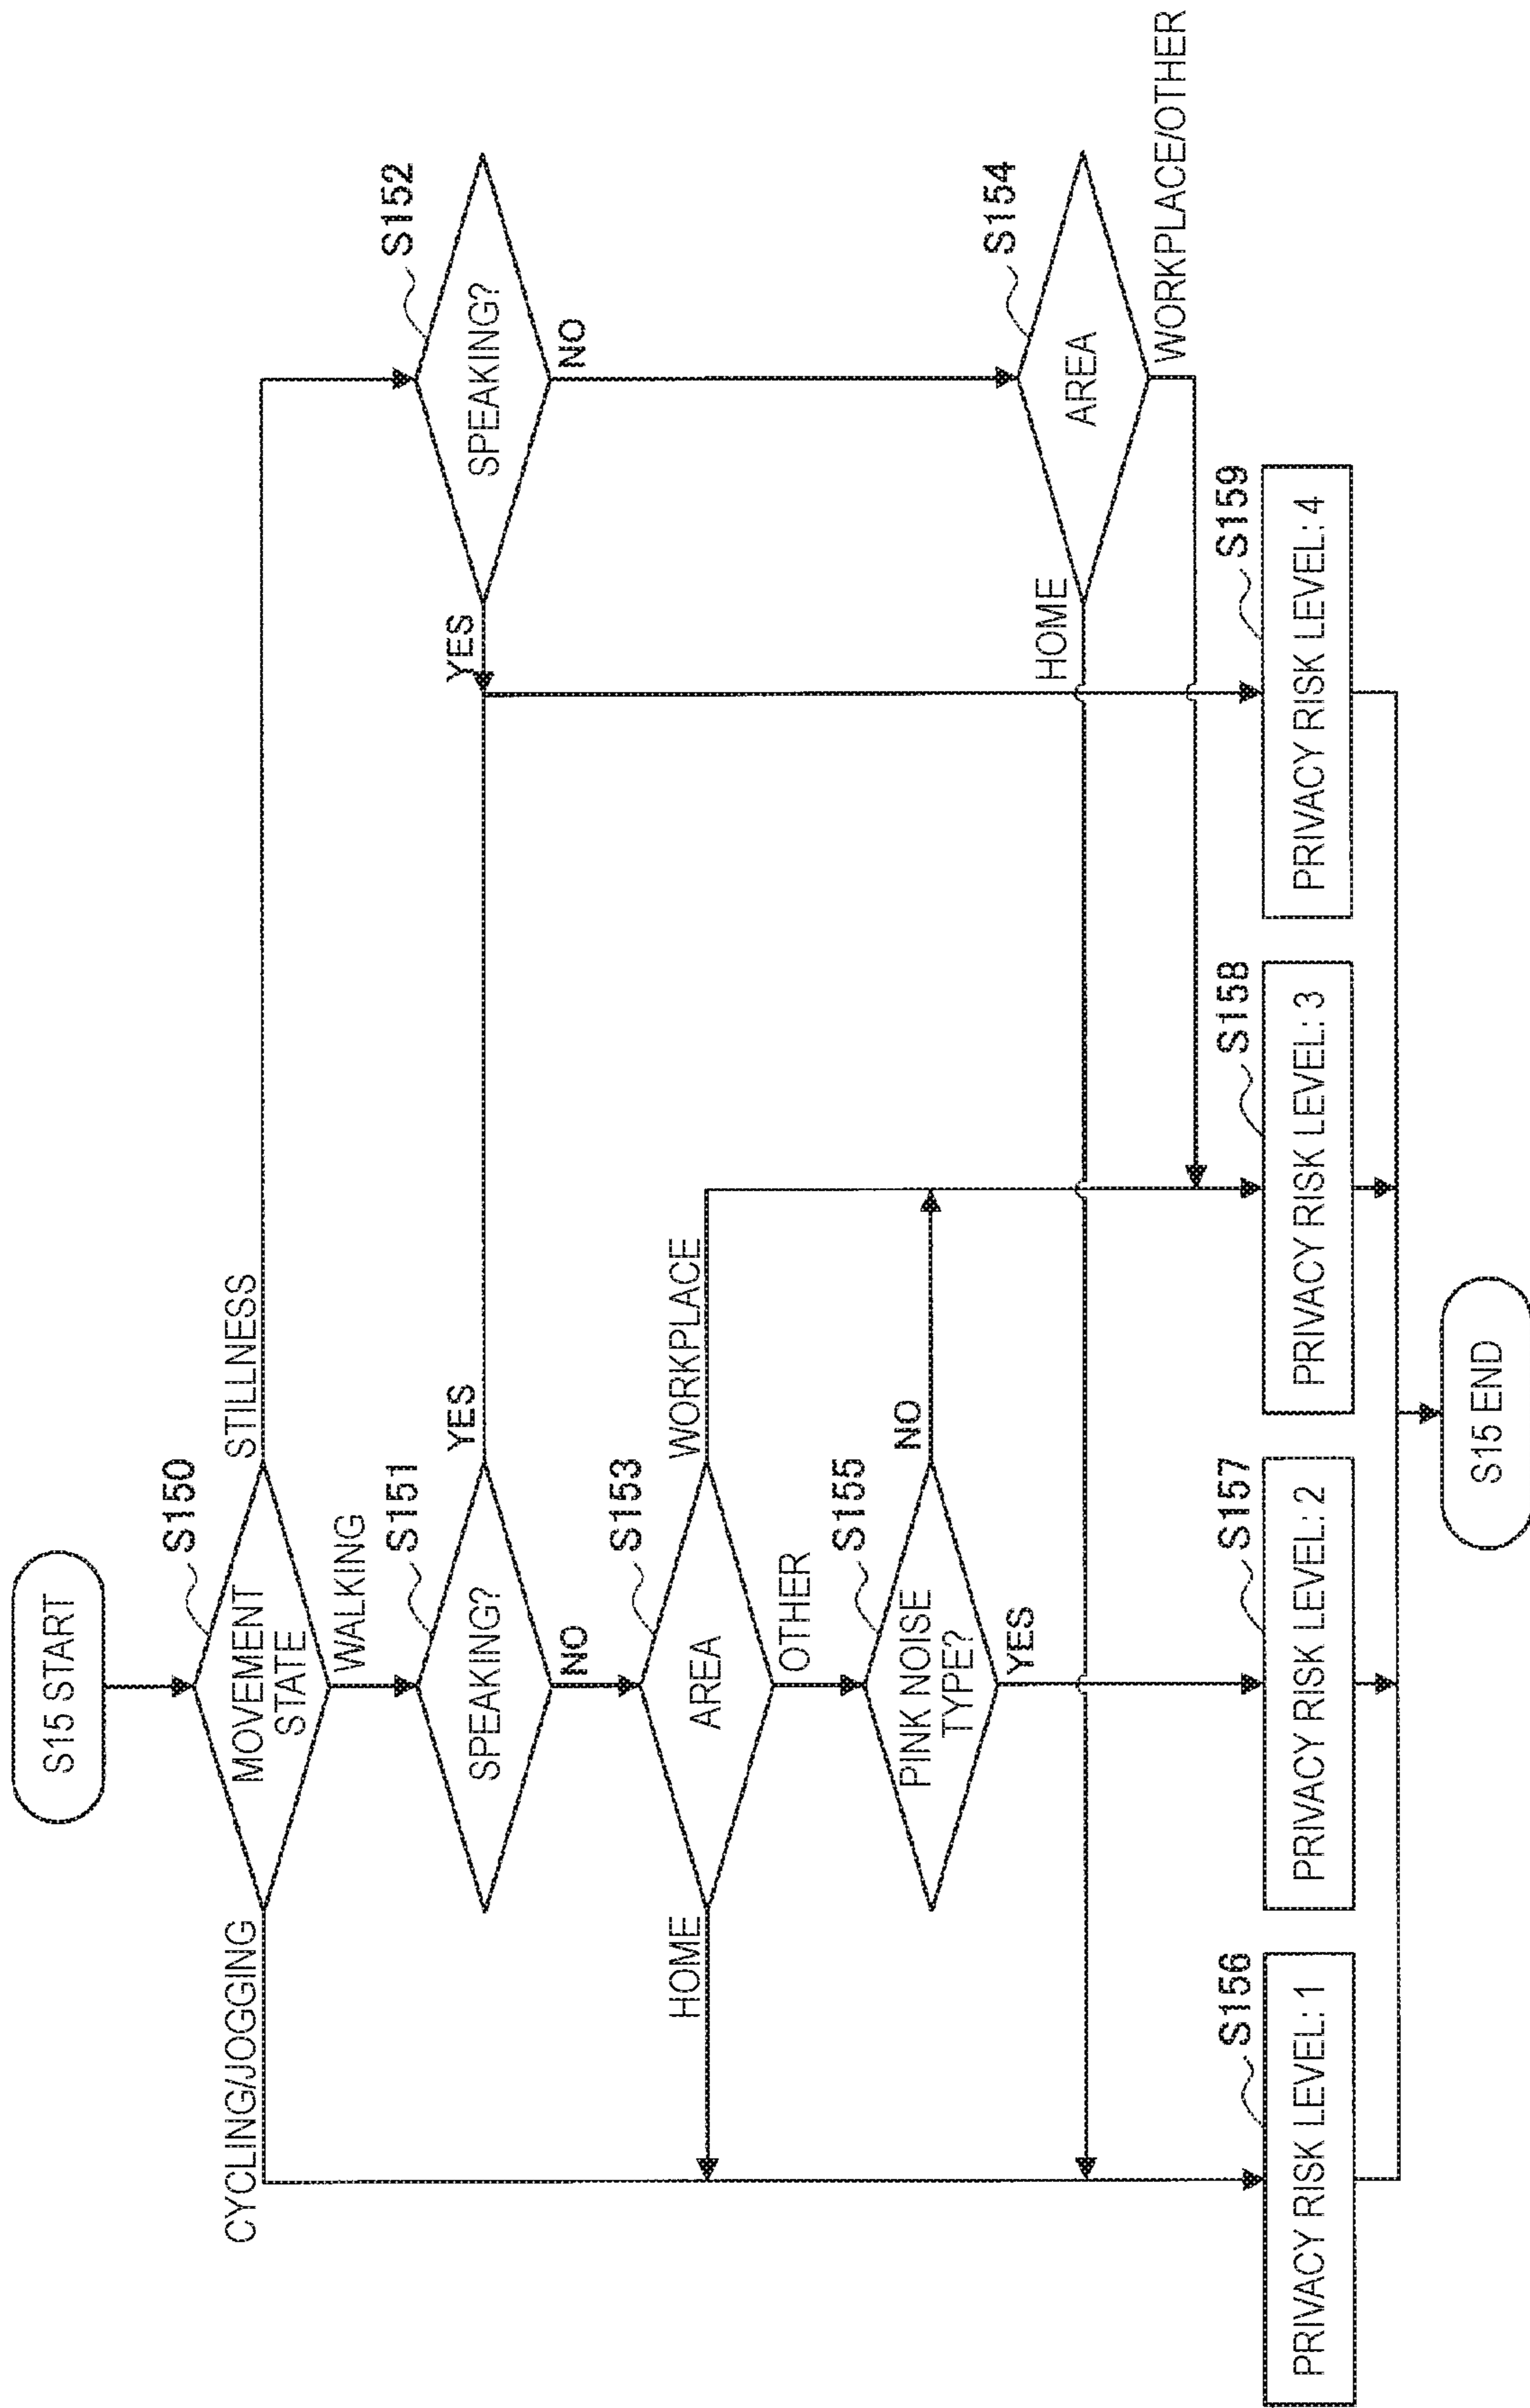 S15 START
S150
MOVEMENT
STATE
CYCLING/JOGGING
STILLNESS
WALKING
S151
SPEAKING?
YES
NO
S152
SPEAKING?
YES
NO
S153
AREA
HOME
WORKPLACE
OTHER
S155
PINK NOISE
TYPE?
NO
YES
S154
AREA
HOME
WORKPLACE/OTHER
S156
PRIVACY RISK LEVEL: 1
S157
PRIVACY RISK LEVEL: 2
S158
PRIVACY RISK LEVEL: 3
S159
PRIVACY RISK LEVEL: 4
S15 END